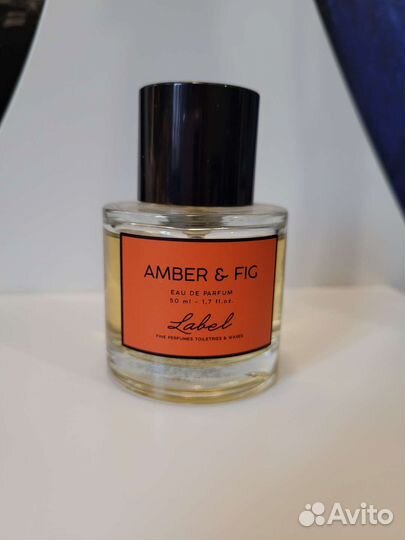 AMBER & FIG
EAU DE PARFUM
50 ml - 1,7 fl.oz.
Label
FINE PERFUMES TOILETRIES & WAXES
Avito